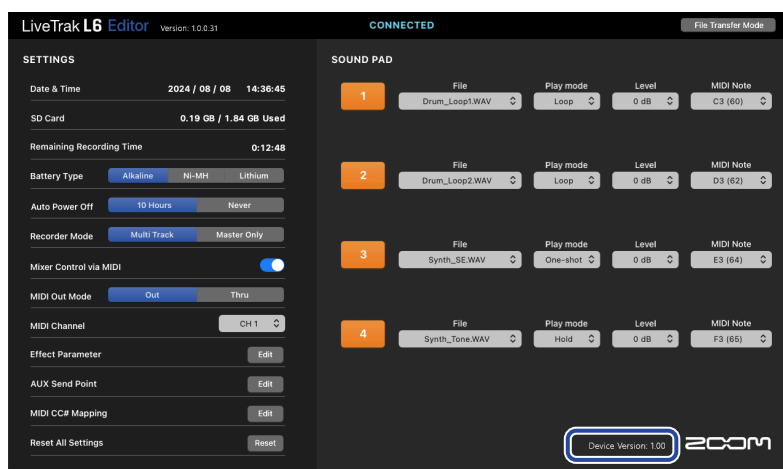 LiveTrak L6 Editor Version: 1.0.0.31
CONNECTED
File Transfer Mode
SETTINGS
Date & Time 2024 / 08 / 08 14:36:45
SD Card 0.19 GB / 1.84 GB Used
Remaining Recording Time 0:12:48
Battery Type Alkaline Ni-MH Lithium
Auto Power Off 10 Hours Never
Recorder Mode Multi Track Master Only
Mixer Control via MIDI
MIDI Out Mode Out Thru
MIDI Channel CH 1
Effect Parameter Edit
AUX Send Point Edit
MIDI CC# Mapping Edit
Reset All Settings Reset
SOUND PAD
File Play mode Level MIDI Note
1 Drum_Loop1.WAV Loop 0 dB C3 (60)
File Play mode Level MIDI Note
2 Drum_Loop2.WAV Loop 0 dB D3 (62)
File Play mode Level MIDI Note
3 Synth_SE.WAV One-shot 0 dB E3 (64)
File Play mode Level MIDI Note
4 Synth_Tone.WAV Hold 0 dB F3 (65)
Device Version: 1.00
ZOOM